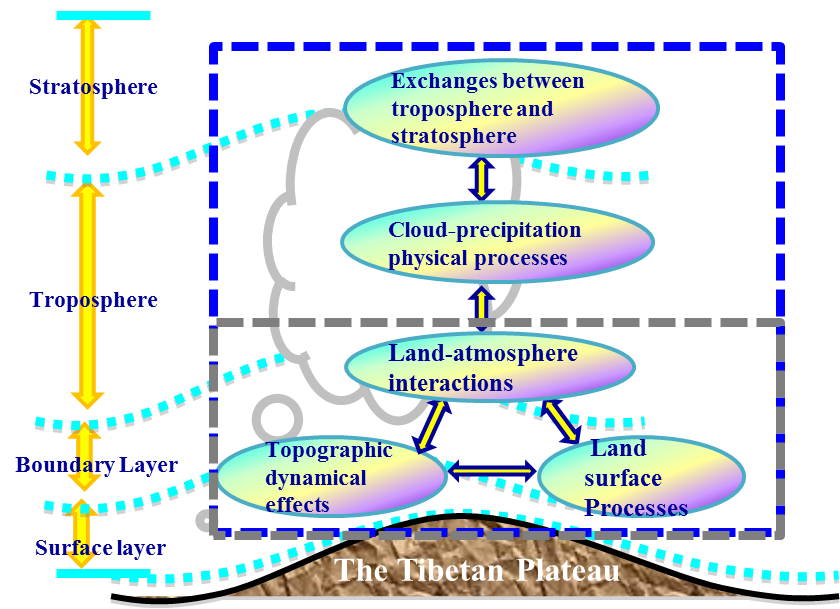 Stratosphere
Exchanges between
troposphere and
stratosphere
Cloud-precipitation
physical processes
Troposphere
Land-atmosphere
interactions
Boundary Layer
Topographic
dynamical
effects
Land
surface
Processes
Surface layer
The Tibetan Plateau